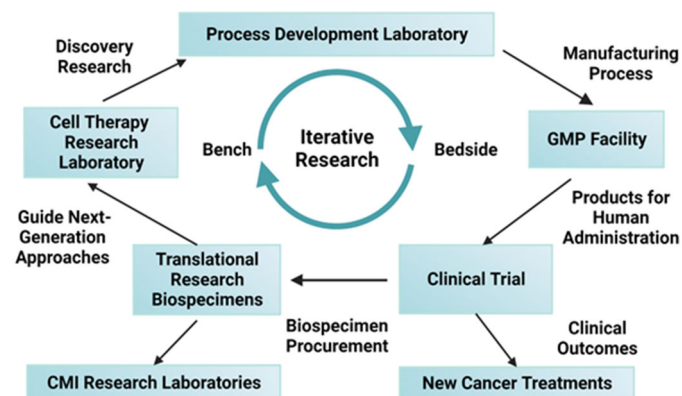 Process Development Laboratory
Discovery
Research
Manufacturing
Process
Cell Therapy
Research
Laboratory
Bench
Iterative
Research
Bedside
GMP Facility
Guide Next-
Generation
Approaches
Products for
Human
Administration
Translational
Research
Biospecimens
Clinical Trial
Biospecimen
Procurement
Clinical
Outcomes
CMI Research Laboratories
New Cancer Treatments